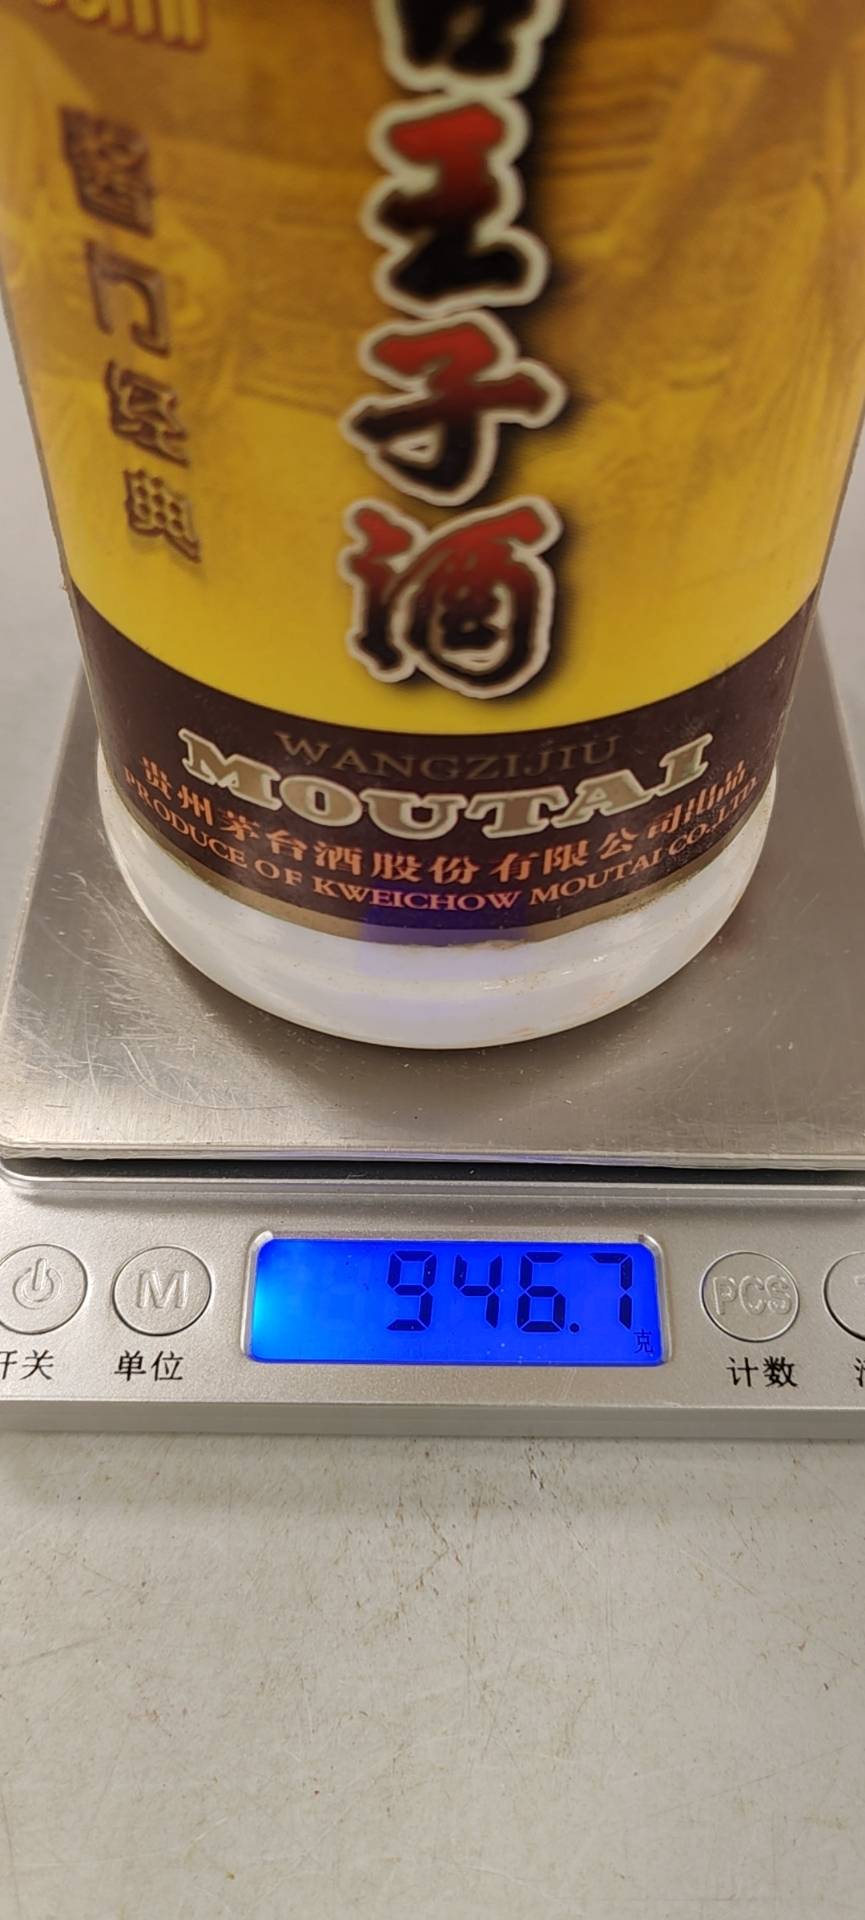 酱门经典
王子酒
WANGZIJIU
MOUTAI
贵州茅台酒股份有限公司出品
PRODUCE OF KWEICHOW MOUTAI CO.,LTD
946.7
克
M
PCS
开关
单位
计数